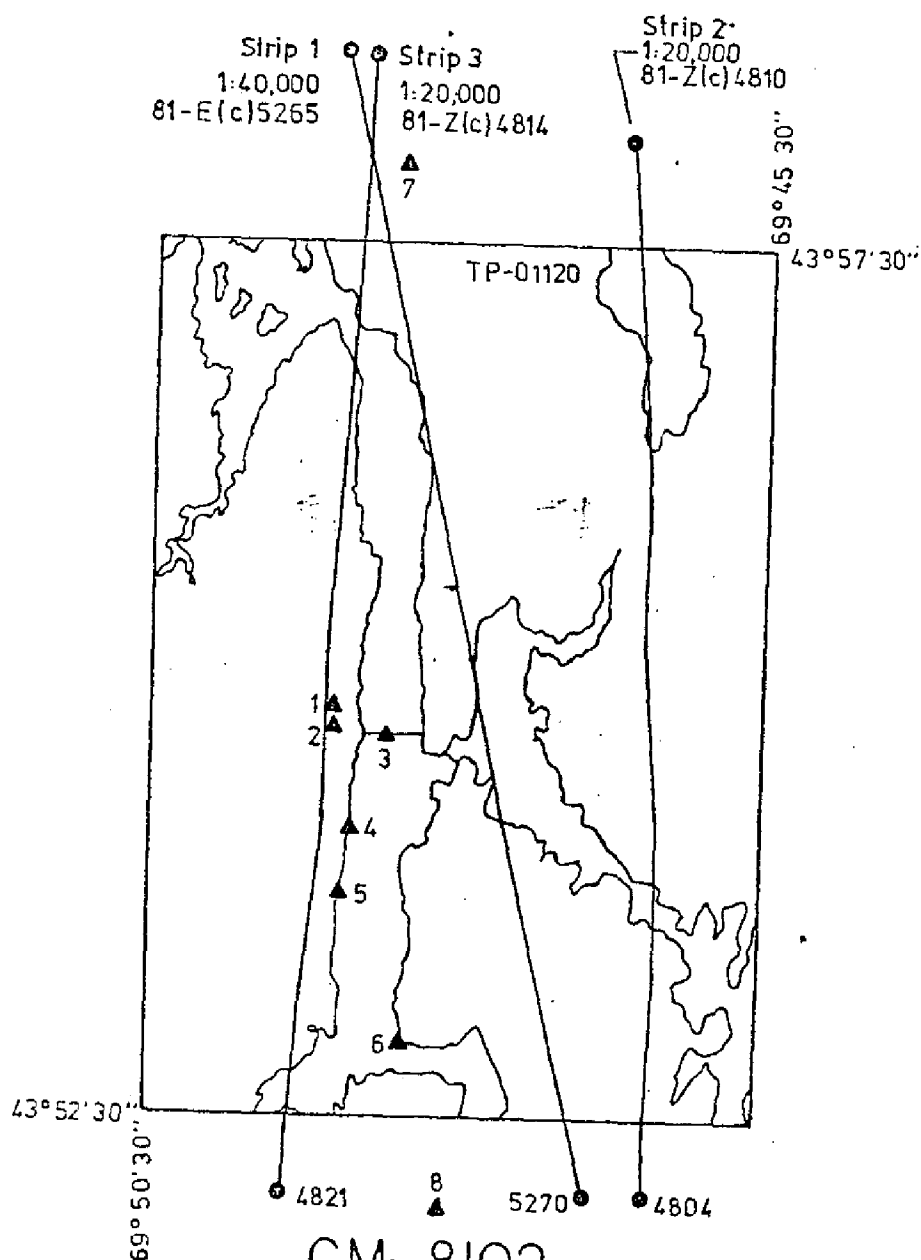 Strip 1
1:40,000
81-E(c)5265
Strip 3
1:20,000
81-Z(c)4814
Strip 2
1:20,000
81-Z(c)4810
7
69°45'30"
43°57'30"
TP-01120
1
2
3
4
5
6
43°52'30"
69°50'30"
4821
8
5270
4804